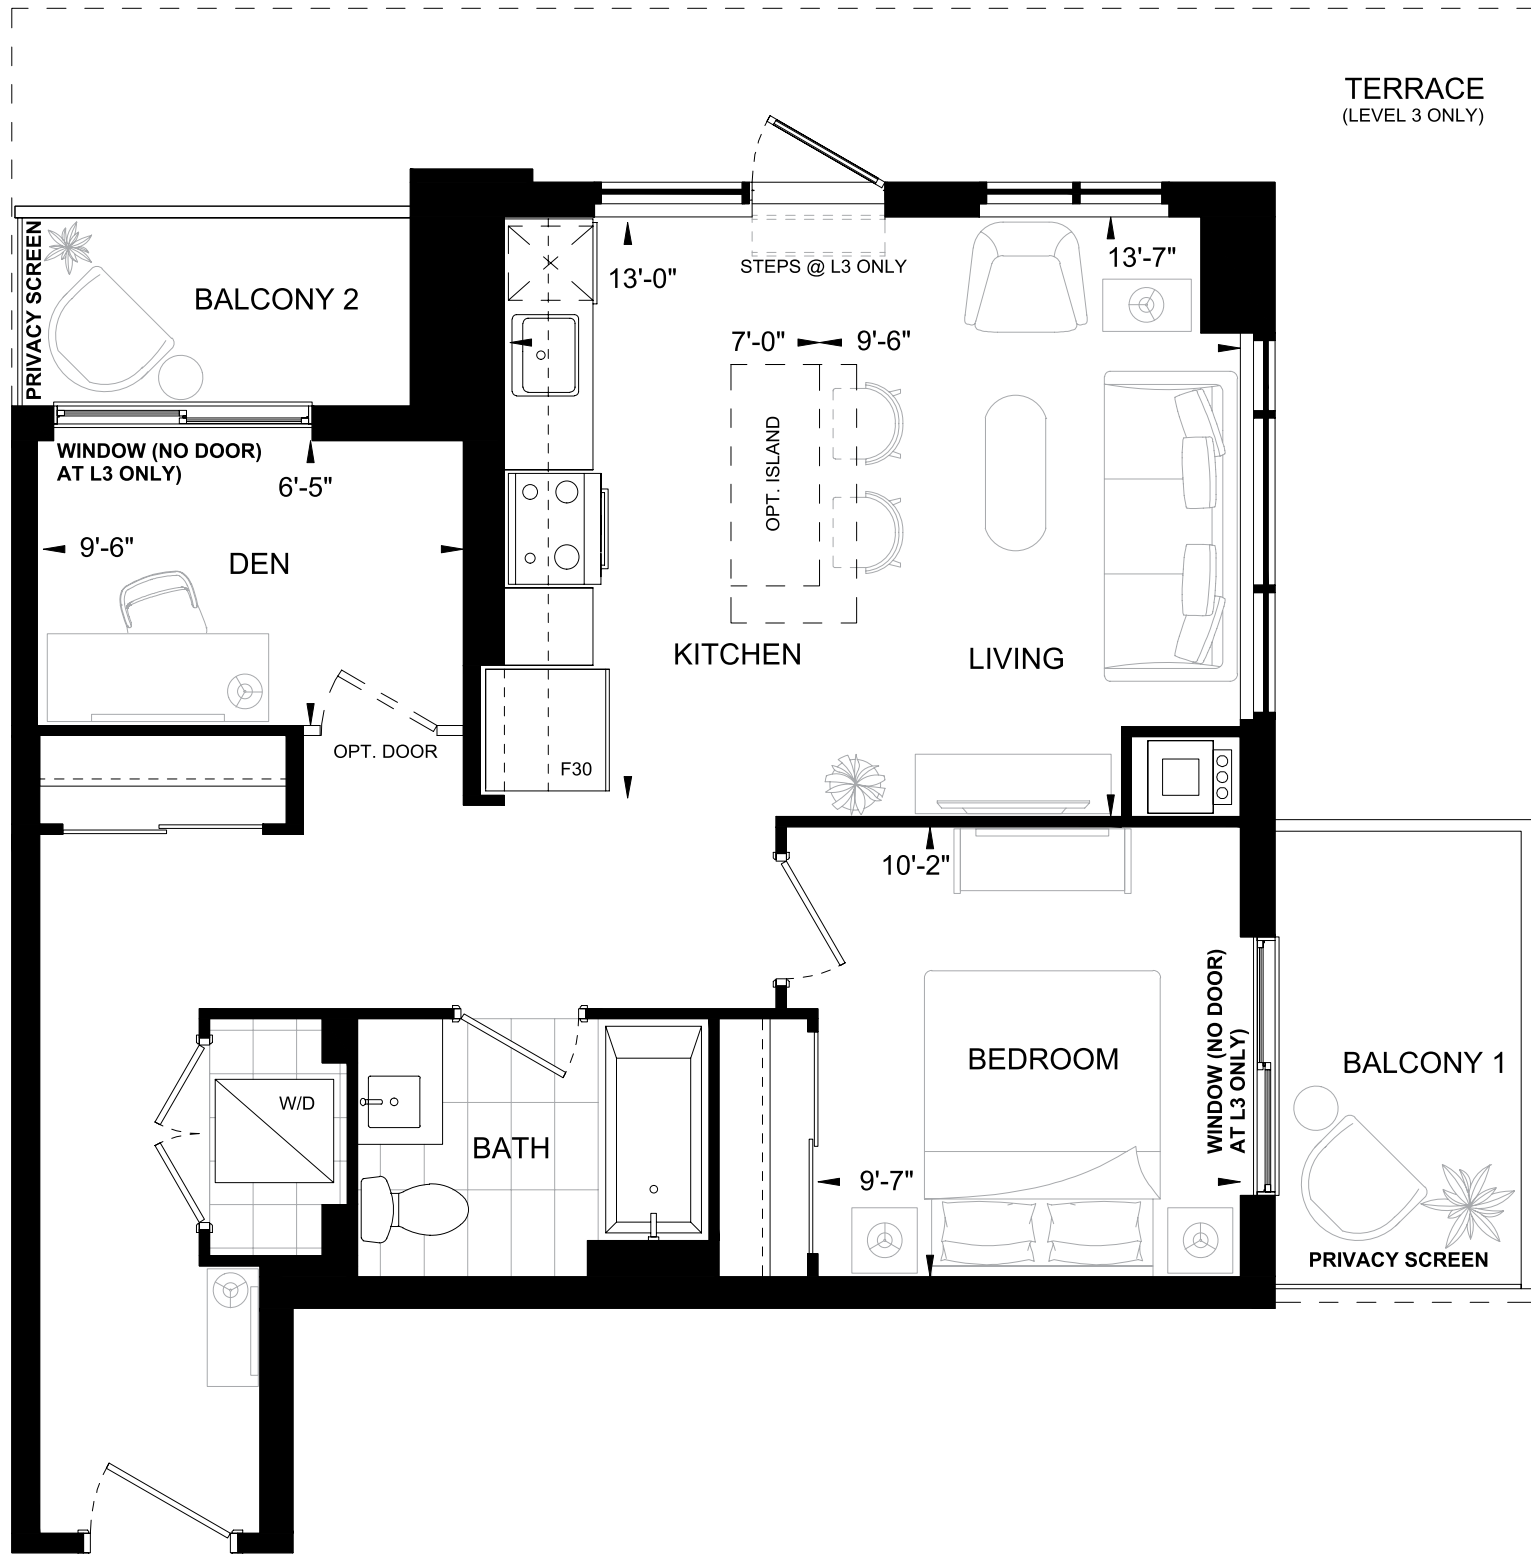 TERRACE
(LEVEL 3 ONLY)
PRIVACY SCREEN
BALCONY 2
13'-0"
STEPS @ L3 ONLY
13'-7"
7'-0"
9'-6"
WINDOW (NO DOOR)
AT L3 ONLY)
6'-5"
OPT. ISLAND
9'-6"
DEN
KITCHEN
LIVING
OPT. DOOR
F30
10'-2"
WINDOW (NO DOOR)
AT L3 ONLY)
BEDROOM
BALCONY 1
W/D
BATH
9'-7"
PRIVACY SCREEN